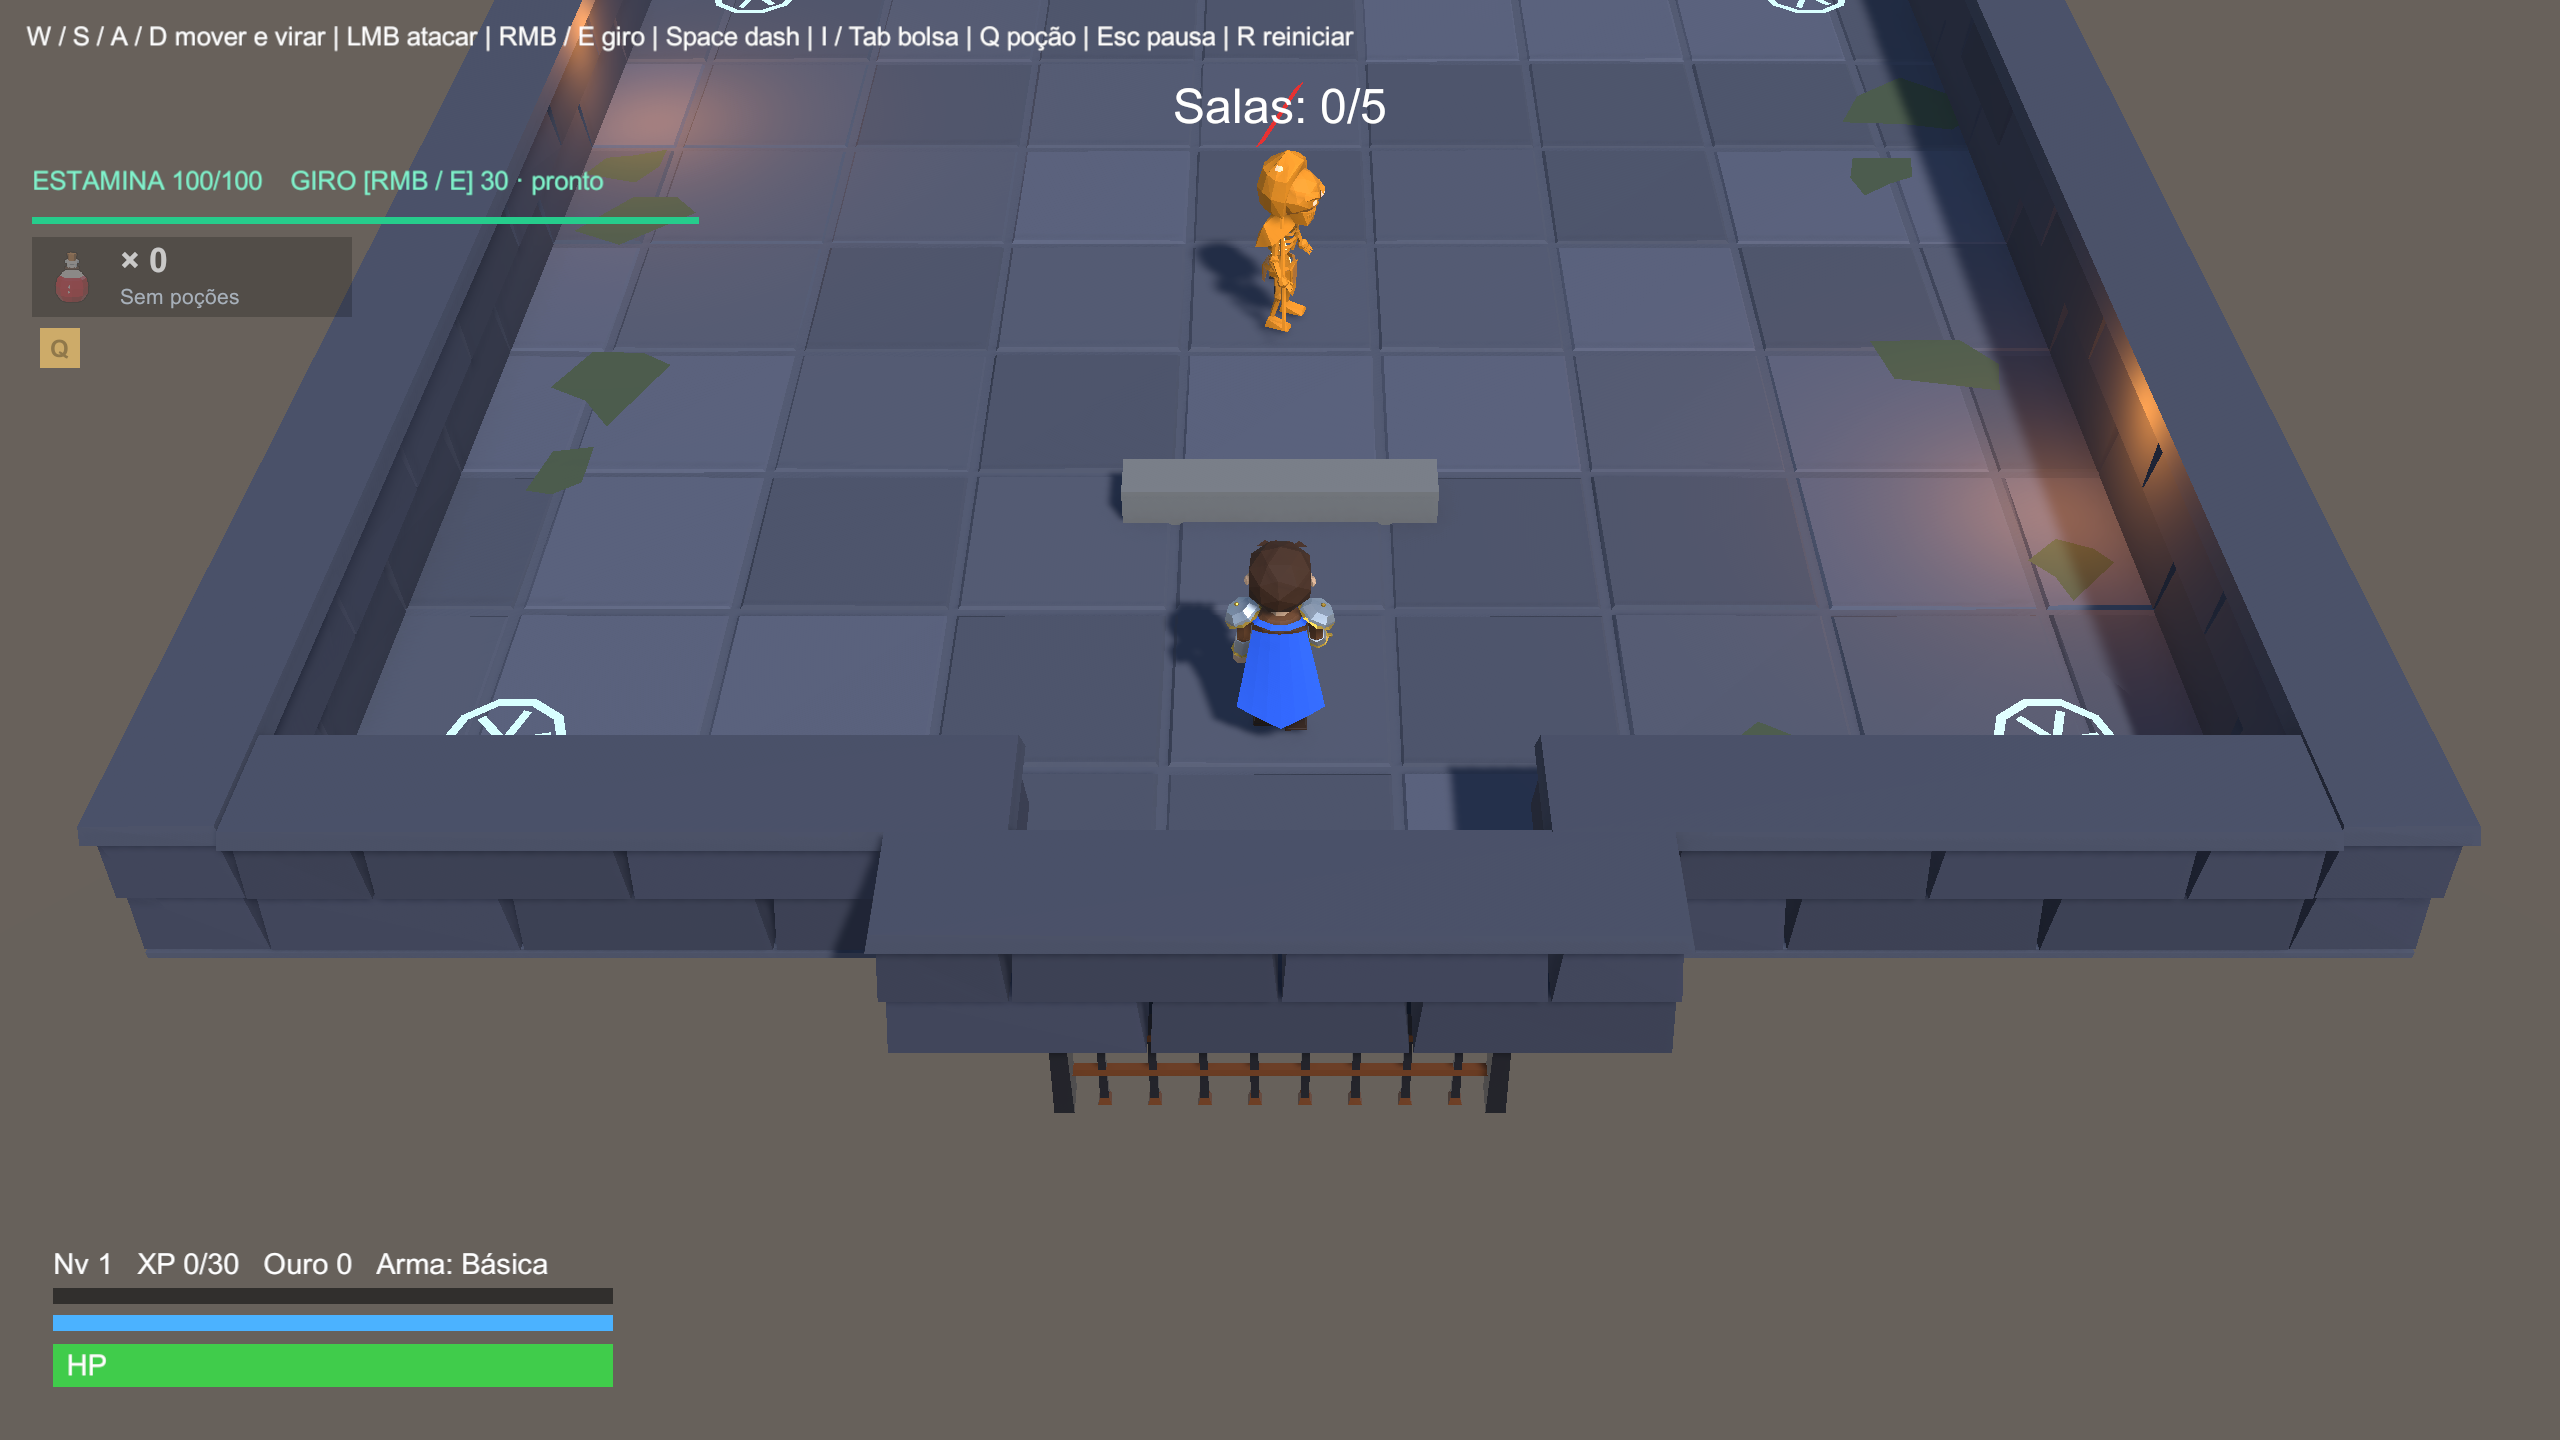 W / S / A / D mover e virar | LMB atacar | RMB / E giro | Space dash | I / Tab bolsa | Q poção | Esc pausa | R reiniciar
Salas: 0/5
ESTAMINA 100/100 GIRO [RMB / E] 30 · pronto
× 0
Sem poções
Q
Nv 1 XP 0/30 Ouro 0 Arma: Básica
HP